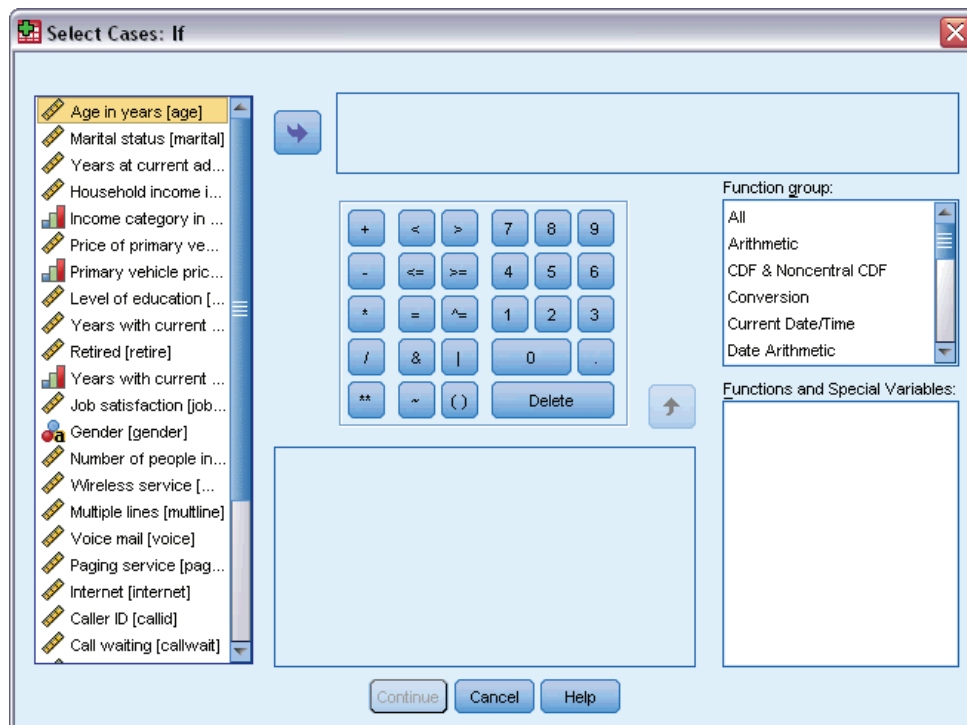 Select Cases: If
Age in years [age]
Marital status [marital]
Years at current ad...
Household income i...
Income category in ...
Price of primary ve...
Primary vehicle pric...
Level of education [...
Years with current ...
Retired [retire]
Years with current ...
Job satisfaction [job...
Gender [gender]
Number of people in...
Wireless service [...
Multiple lines [multline]
Voice mail [voice]
Paging service [pag...
Internet [internet]
Caller ID [callid]
Call waiting [callwait]
+ < > 7 8 9
- <= >= 4 5 6
* = ^= 1 2 3
/ & | 0 .
** ~ ( ) Delete
Function group:
All
Arithmetic
CDF & Noncentral CDF
Conversion
Current Date/Time
Date Arithmetic
Functions and Special Variables:
Continue Cancel Help